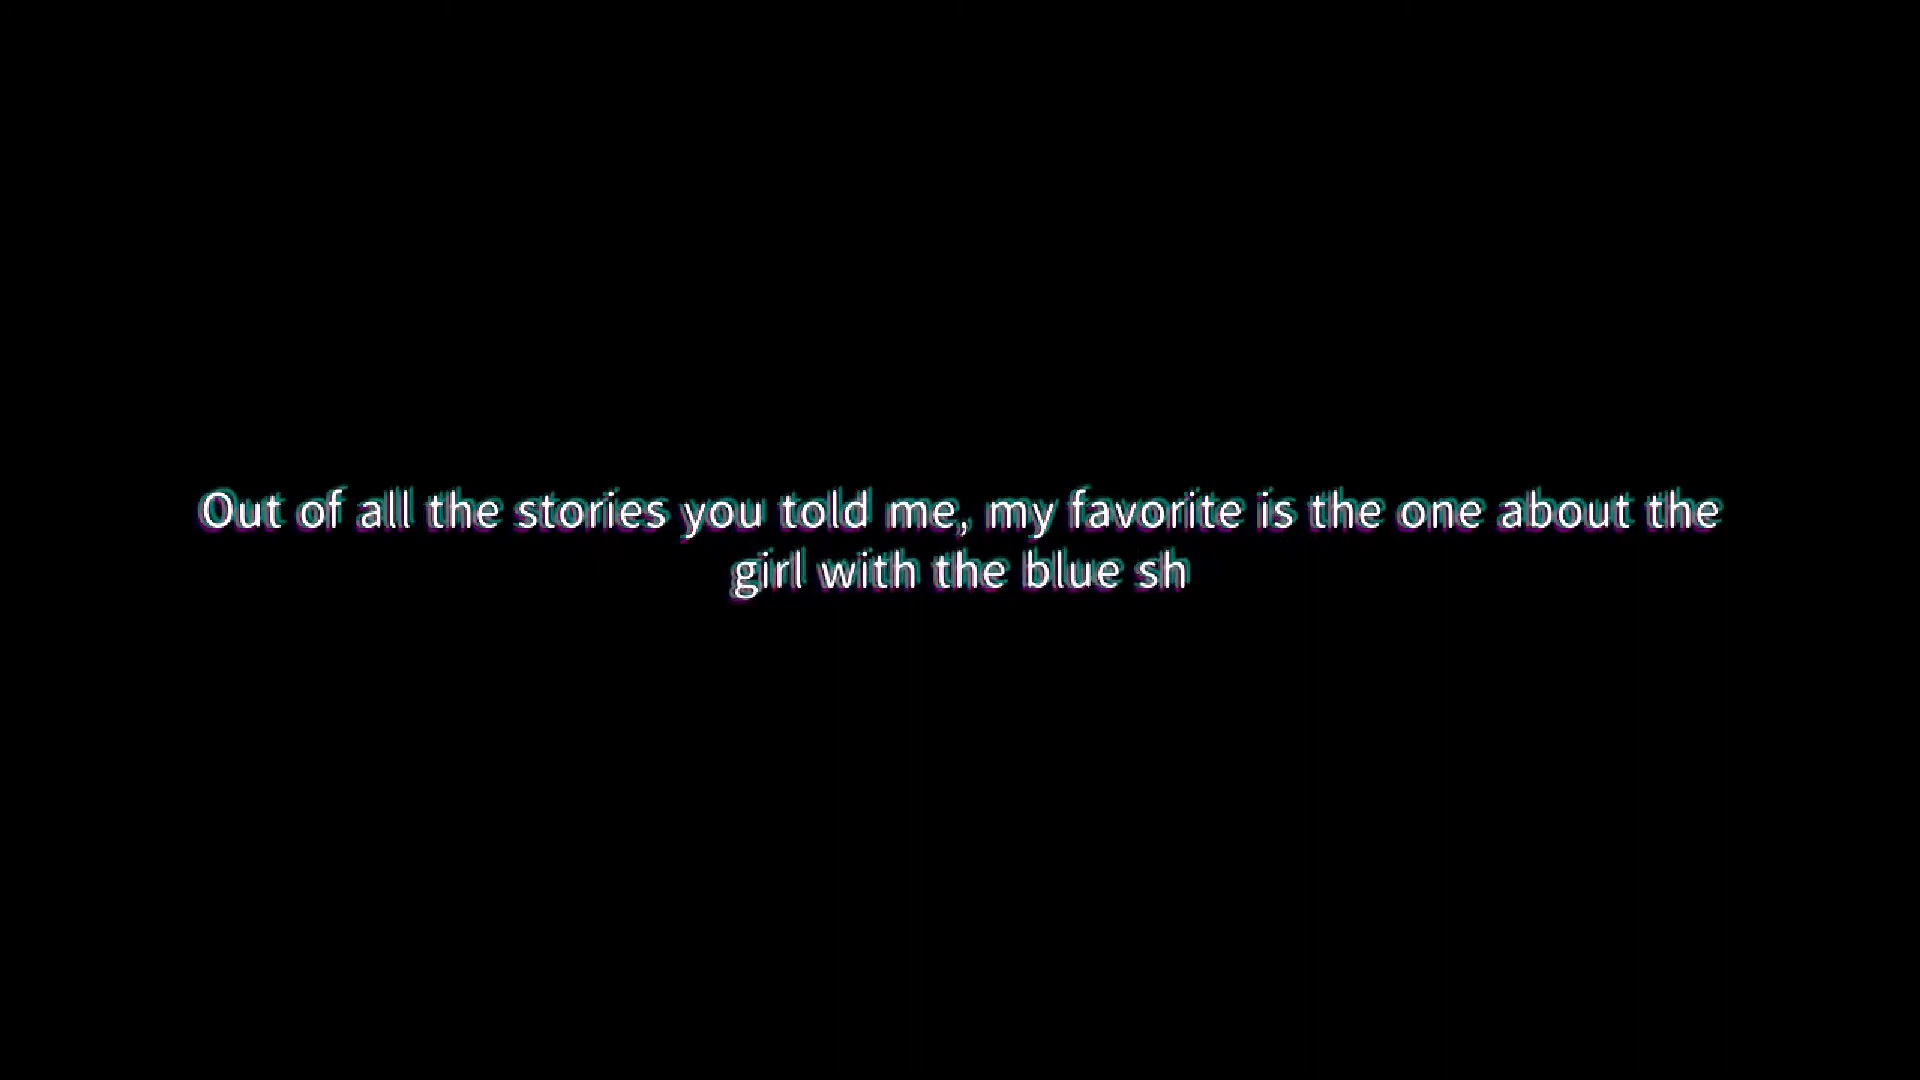 Out of all the stories you told me, my favorite is the one about the
girl with the blue sh